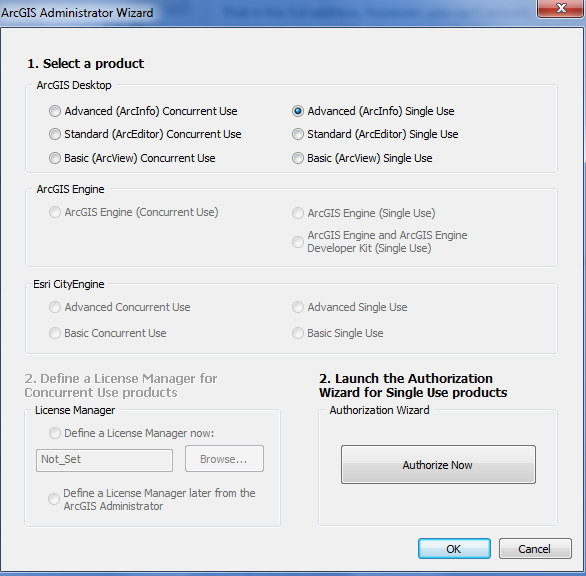 ArcGIS Administrator Wizard
1. Select a product
ArcGIS Desktop
Advanced (ArcInfo) Concurrent Use
Advanced (ArcInfo) Single Use
Standard (ArcEditor) Concurrent Use
Standard (ArcEditor) Single Use
Basic (ArcView) Concurrent Use
Basic (ArcView) Single Use
ArcGIS Engine
ArcGIS Engine (Concurrent Use)
ArcGIS Engine (Single Use)
ArcGIS Engine and ArcGIS Engine
Developer Kit (Single Use)
Esri CityEngine
Advanced Concurrent Use
Advanced Single Use
Basic Concurrent Use
Basic Single Use
2. Define a License Manager for
Concurrent Use products
License Manager
Define a License Manager now:
Not_Set
Browse...
Define a License Manager later from the
ArcGIS Administrator
2. Launch the Authorization
Wizard for Single Use products
Authorization Wizard
Authorize Now
OK
Cancel